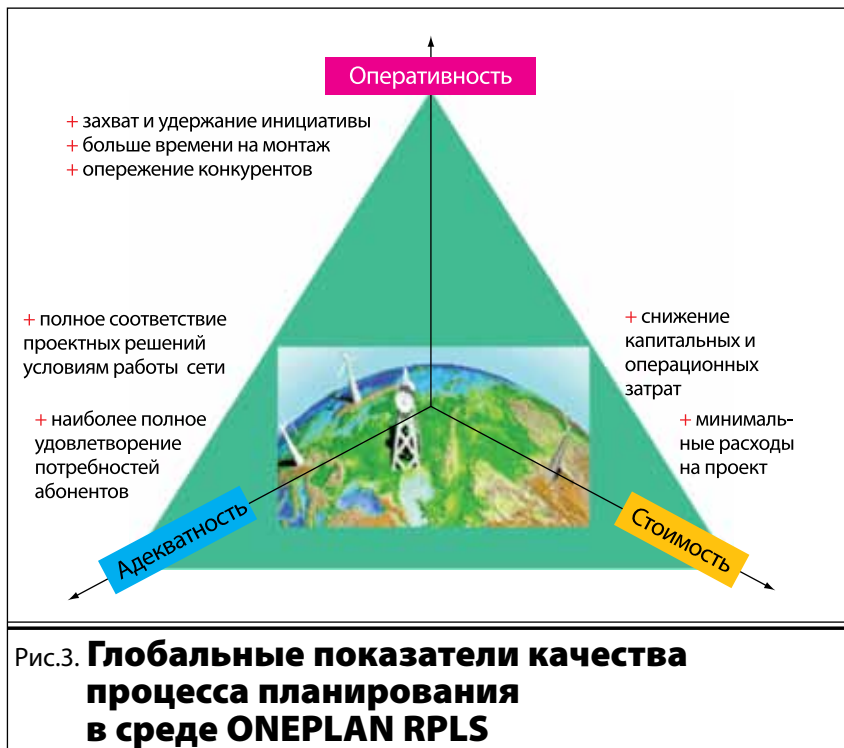 Оперативность
+ захват и удержание инициативы
+ больше времени на монтаж
+ опережение конкурентов
+ полное соответствие
проектных решений
условиям работы сети
+ наиболее полное
удовлетворение
потребностей
абонентов
+ снижение
капитальных и
операционных
затрат
+ минималь-
ные расходы
на проект
Адекватность
Стоимость
Рис.3. Глобальные показатели качества
процесса планирования
в среде ONEPLAN RPLS